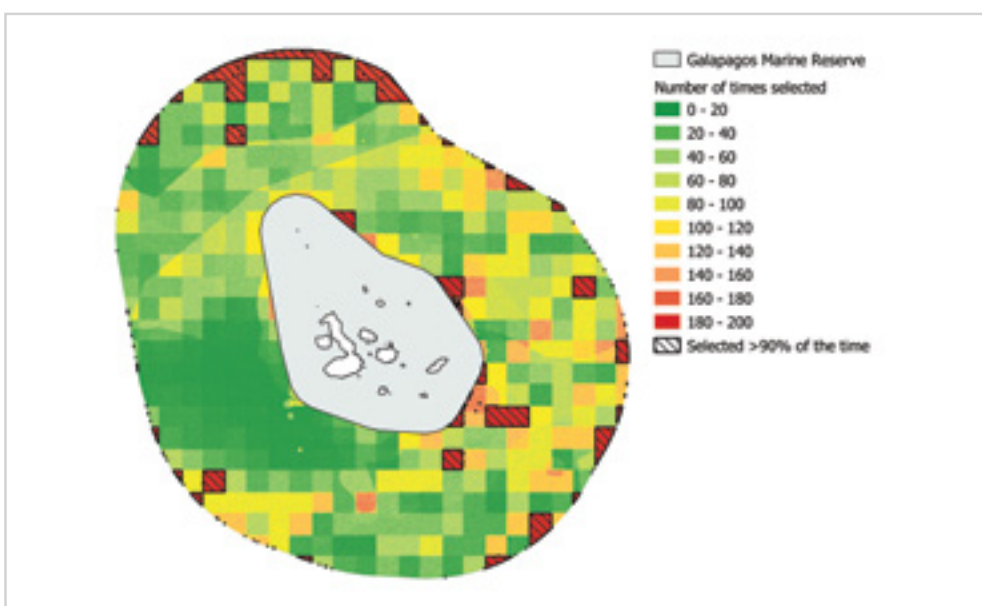 Galapagos Marine Reserve
Number of times selected
0 - 20
20 - 40
40 - 60
60 - 80
80 - 100
100 - 120
120 - 140
140 - 160
160 - 180
180 - 200
Selected >90% of the time